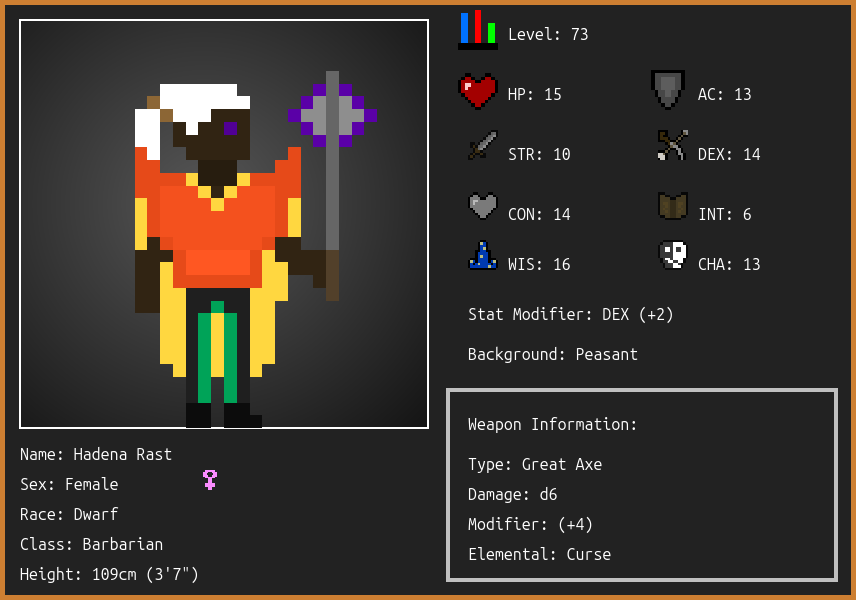 Level: 73
HP: 15
AC: 13
STR: 10
DEX: 14
CON: 14
INT: 6
WIS: 16
CHA: 13
Stat Modifier: DEX (+2)
Background: Peasant
Weapon Information:
Type: Great Axe
Damage: d6
Modifier: (+4)
Elemental: Curse
Name: Hadena Rast
Sex: Female
Race: Dwarf
Class: Barbarian
Height: 109cm (3'7")